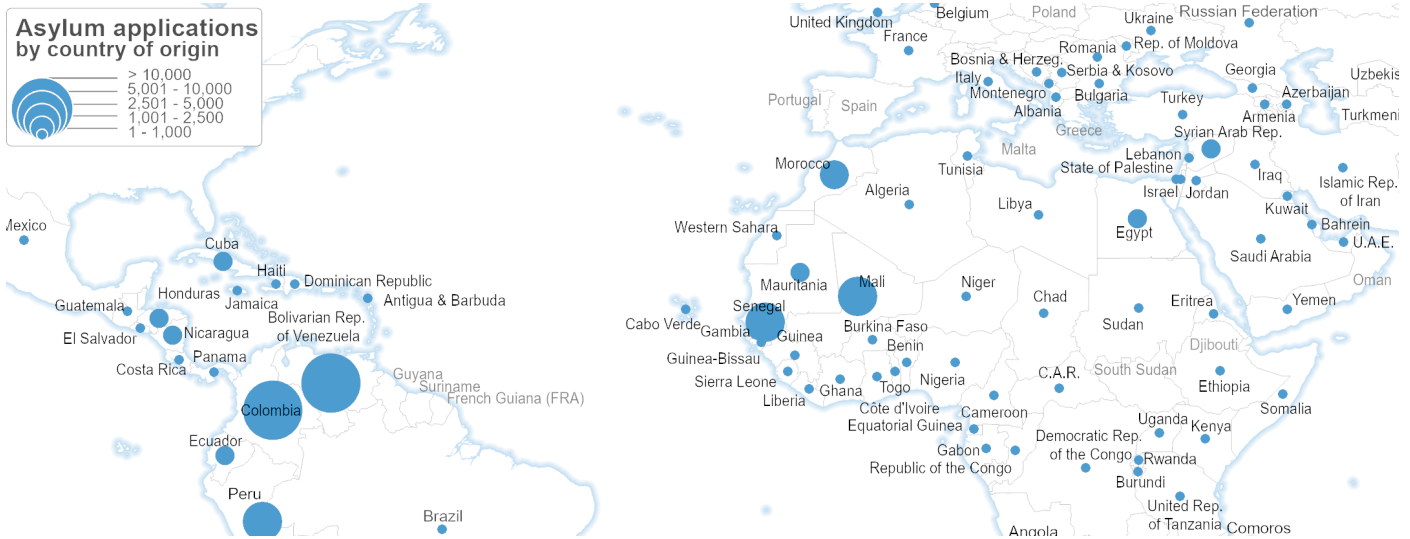 Asylum applications
by country of origin
> 10,000
5,001 - 10,000
2,501 - 5,000
1,001 - 2,500
1 - 1,000
United Kingdom
Belgium
Poland
Ukraine
Russian Federation
France
Romania
Rep. of Moldova
Bosnia & Herzeg.
Italy
Serbia & Kosovo
Georgia
Uzbekis
Montenegro
Bulgaria
Azerbaijan
Portugal
Spain
Albania
Turkey
Armenia
Turkmeni
Greece
Syrian Arab Rep.
Malta
Morocco
Tunisia
Lebanon
State of Palestine
Iraq
Islamic Rep.
of Iran
Algeria
Israel
Jordan
Libya
Kuwait
Mexico
Western Sahara
Egypt
Bahrain
Cuba
U.A.E.
Saudi Arabia
Haiti
Dominican Republic
Mauritania
Mali
Niger
Oman
Honduras
Jamaica
Antigua & Barbuda
Chad
Eritrea
Yemen
Guatemala
Senegal
Bolivarian Rep.
of Venezuela
Cabo Verde
Gambia
Guinea
Burkina Faso
Sudan
El Salvador
Nicaragua
Benin
Djibouti
Panama
Guinea-Bissau
Costa Rica
Guyana
Suriname
French Guiana (FRA)
Sierra Leone
Liberia
Ghana
Togo
Nigeria
C.A.R.
South Sudan
Ethiopia
Colombia
Côte d'Ivoire
Cameroon
Somalia
Equatorial Guinea
Uganda
Kenya
Ecuador
Gabon
Democratic Rep.
of the Congo
Rwanda
Republic of the Congo
Burundi
Peru
United Rep.
of Tanzania
Brazil
Angola
Comoros